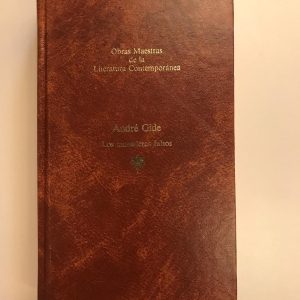 Obras Maestras
de la
Literatura Contemporánea
André Gide
Los monederos falsos